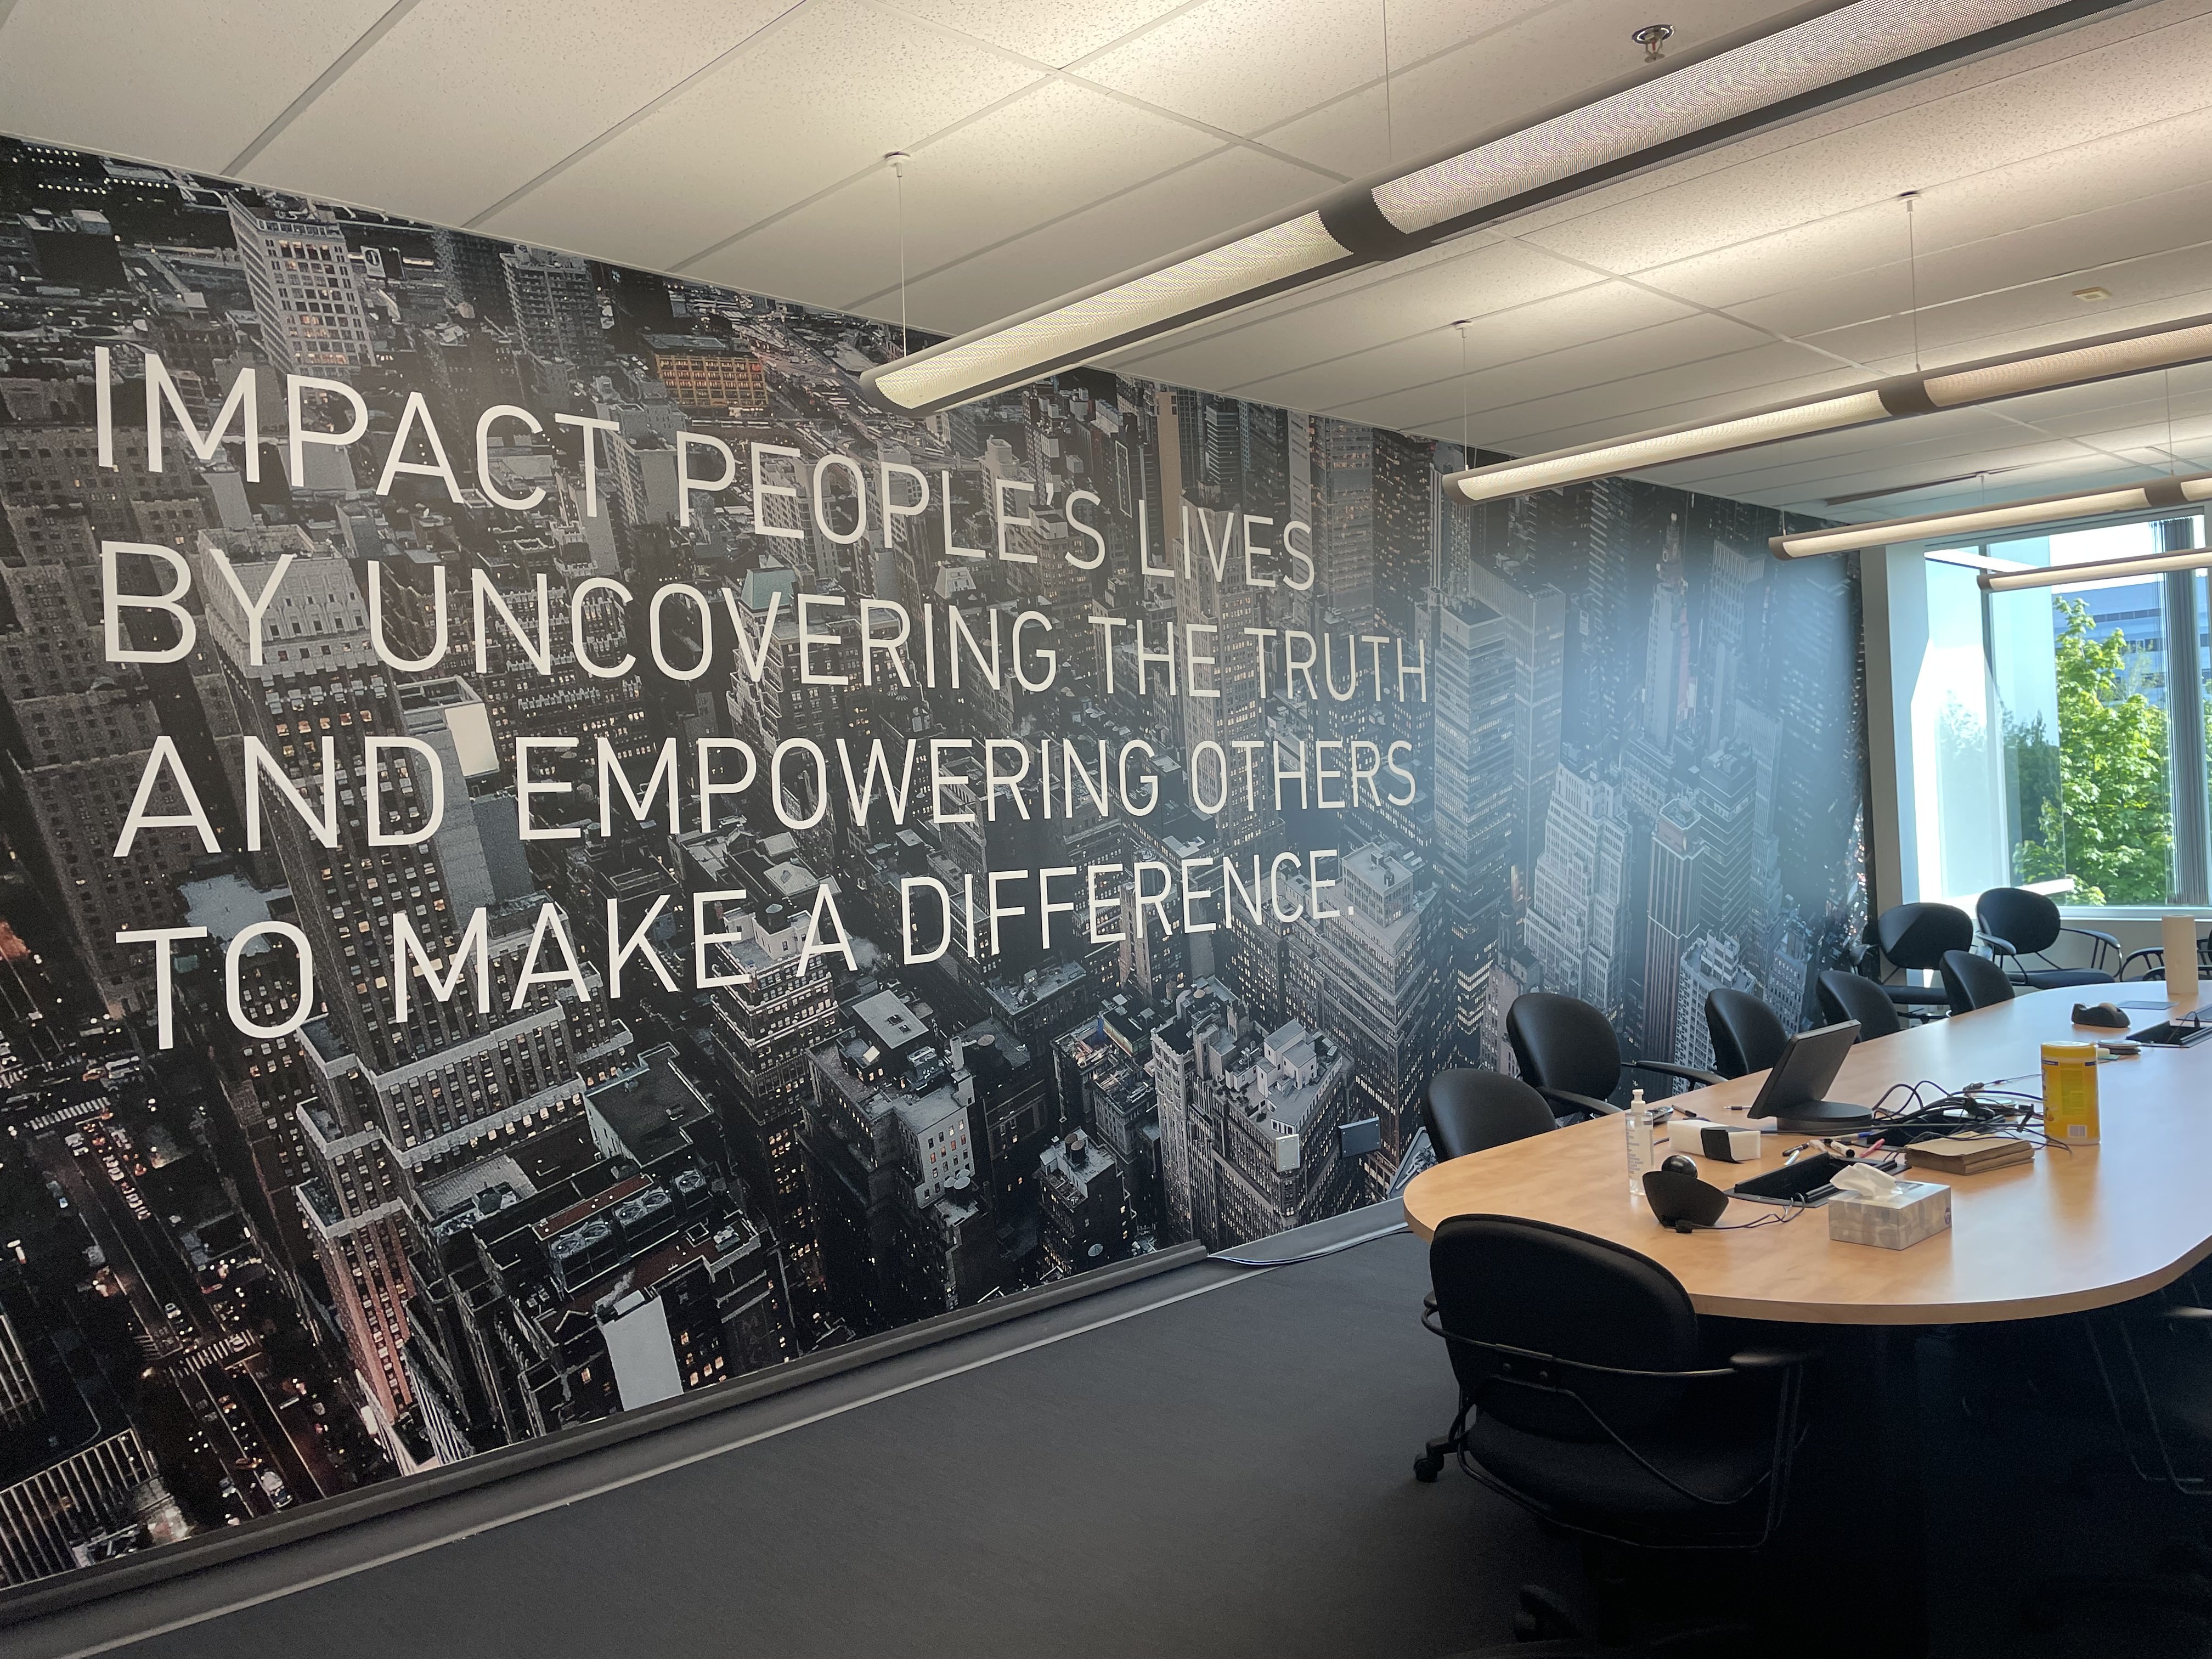 IMPACT PEOPLE'S LIVES
BY UNCOVERING THE TRUTH
AND EMPOWERING OTHERS
TO MAKE A DIFFERENCE.